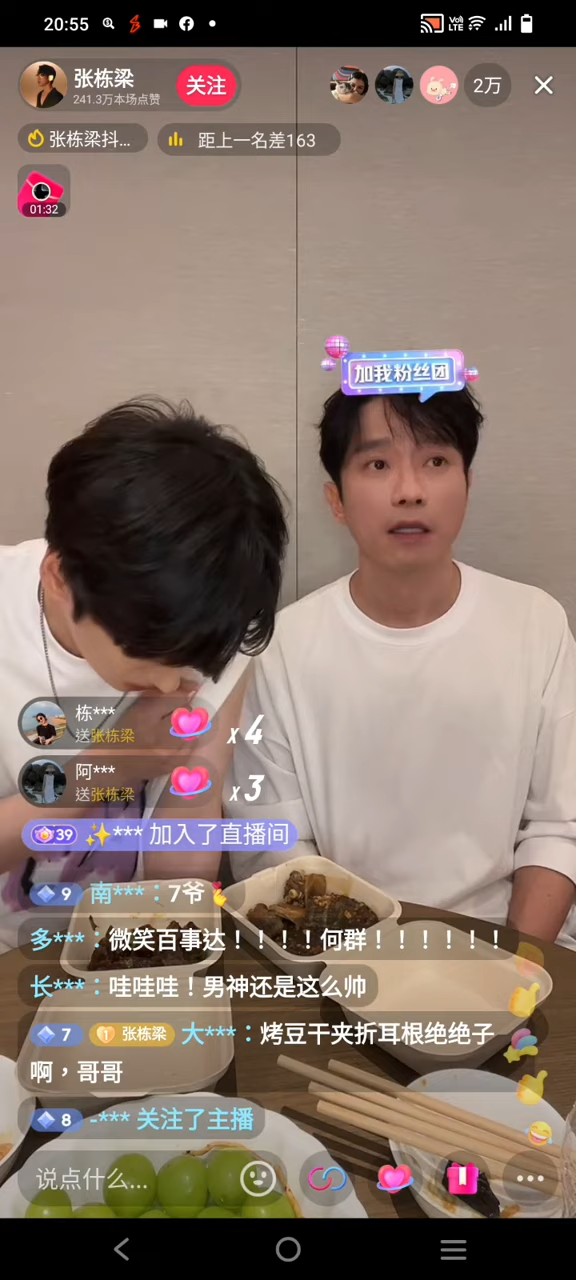 20:55
Vo))
LTE
张栋梁
241.3万本场点赞
关注
2万
张栋梁抖...
距上一名差163
01:32
加我粉丝团
栋***
送张栋梁
x 4
阿***
送张栋梁
x 3
39 ✨*** 加入了直播间
9 南***：7爷
多***：微笑百事达！！！！何群！！！！！！
长***：哇哇哇！男神还是这么帅
7 1 张栋梁 大***：烤豆干夹折耳根绝绝子
啊，哥哥
8 -*** 关注了主播
说点什么...